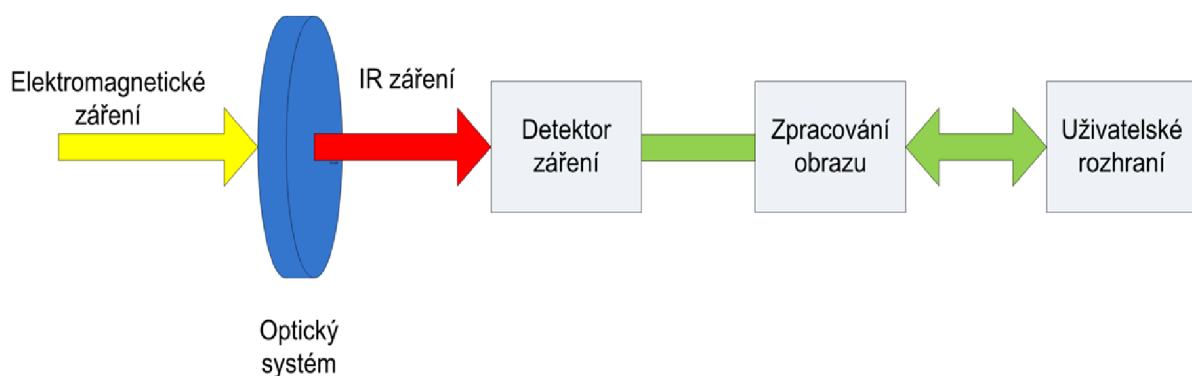 Elektromagnetické
záření
IR záření
Detektor
záření
Zpracování
obrazu
Uživatelské
rozhraní
Optický
systém